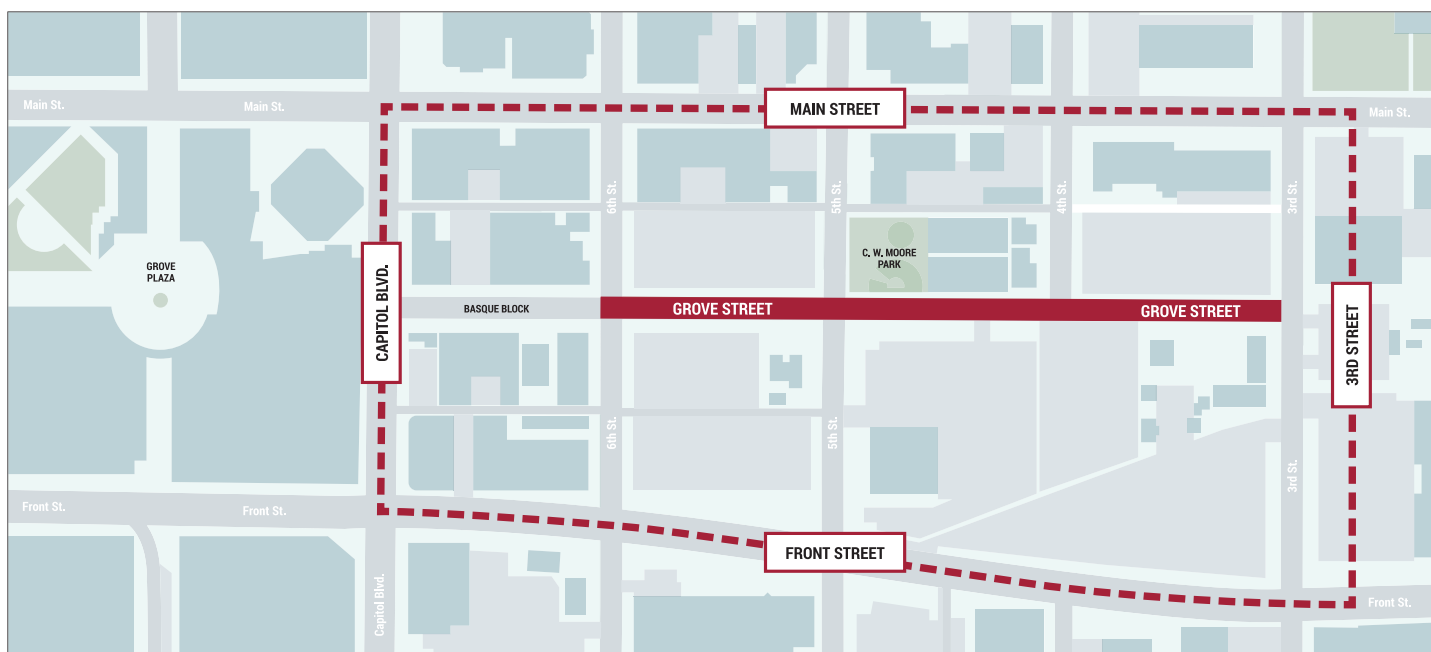 Main St.
Main St.
MAIN STREET
Main St.
6th St.
5th St.
4th St.
3rd St.
C. W. MOORE
PARK
GROVE
PLAZA
CAPITOL BLVD.
BASQUE BLOCK
GROVE STREET
GROVE STREET
3RD STREET
6th St.
5th St.
3rd St.
Front St.
Front St.
FRONT STREET
Capitol Blvd.
Front St.